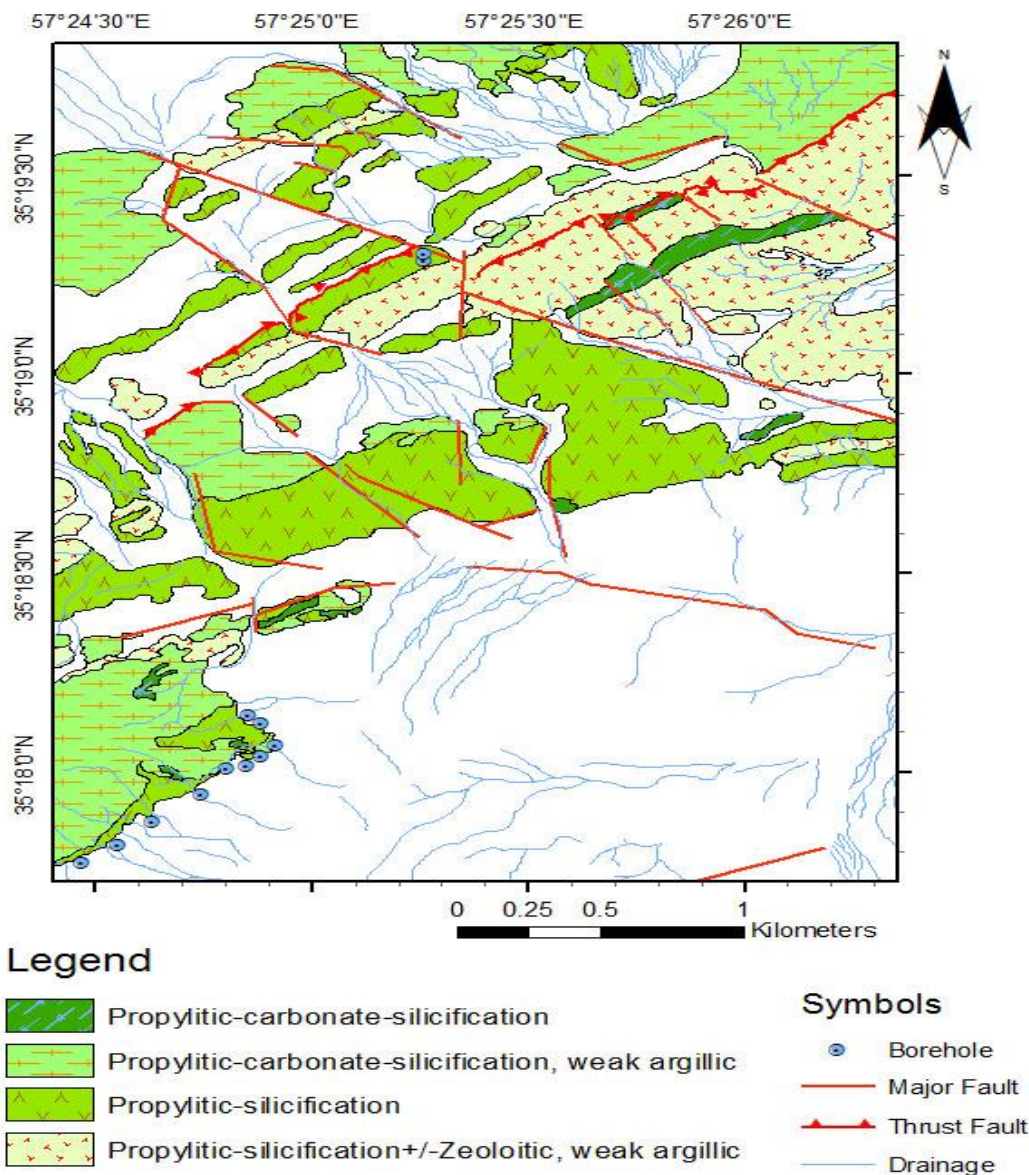 57°24'30"E 57°25'0"E 57°25'30"E 57°26'0"E
N
S
35°19'30"N
35°19'0"N
35°18'30"N
35°18'0"N
0 0.25 0.5 1
Kilometers
Legend
Propylitic-carbonate-silicification
Propylitic-carbonate-silicification, weak argillic
Propylitic-silicification
Propylitic-silicification+/-Zeoloitic, weak argillic
Symbols
Borehole
Major Fault
Thrust Fault
Drainage